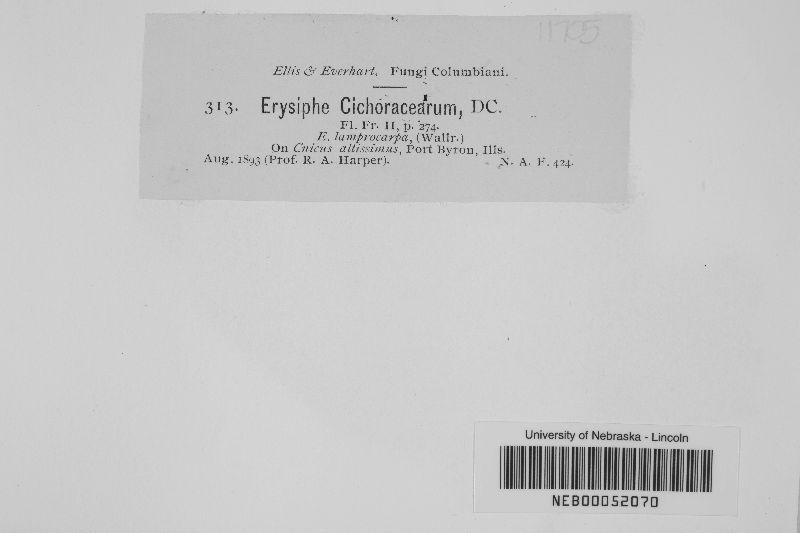 11705
Ellis & Everhart, Fungi Columbiani.
313. Erysiphe Cichoracearum, DC.
Fl. Fr. II, p. 274.
E. lamprocarpa, (Wallr.)
On Cnicus altissimus, Port Byron, Ills.
Aug. 1893 (Prof. R. A. Harper). N. A. F. 424.
University of Nebraska - Lincoln
NEB00052070